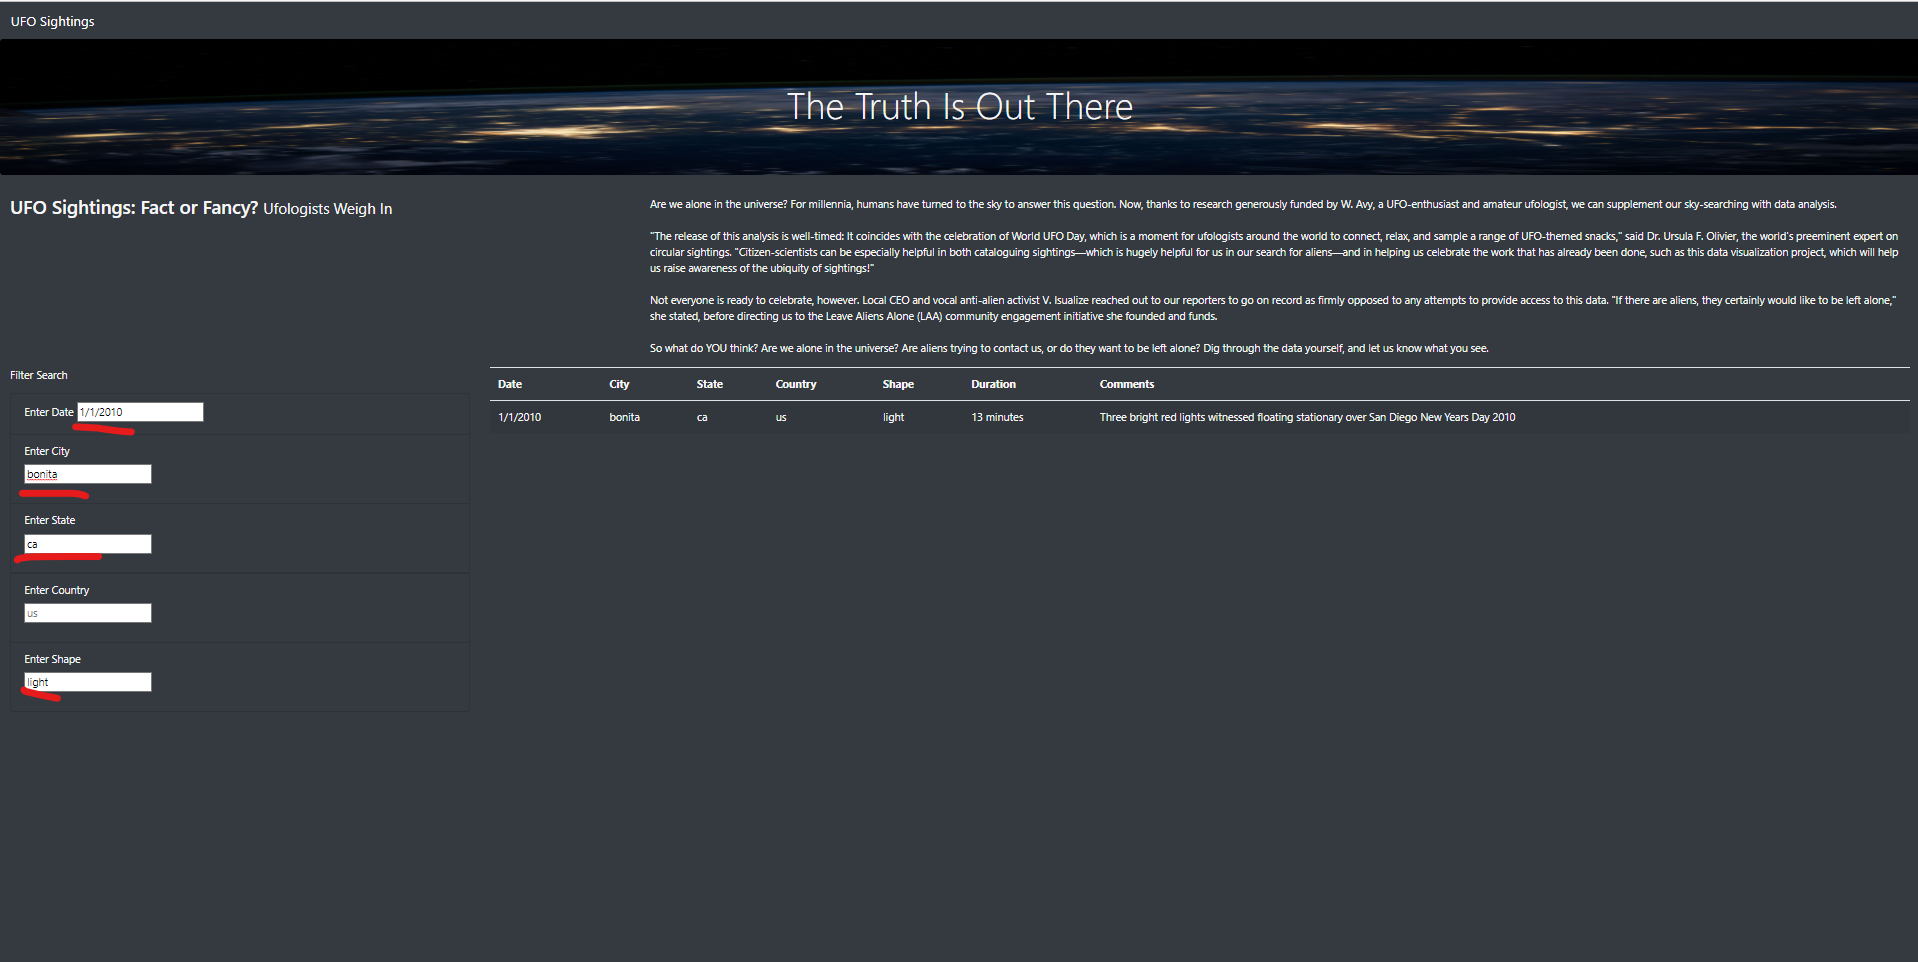 UFO Sightings
The Truth Is Out There
UFO Sightings: Fact or Fancy? Ufologists Weigh In
Are we alone in the universe? For millennia, humans have turned to the sky to answer this question. Now, thanks to research generously funded by W. Avy, a UFO-enthusiast and amateur ufologist, we can supplement our sky-searching with data analysis.
"The release of this analysis is well-timed: It coincides with the celebration of World UFO Day, which is a moment for ufologists around the world to connect, relax, and sample a range of UFO-themed snacks," said Dr. Ursula F. Olivier, the world's preeminent expert on
circular sightings. "Citizen-scientists can be especially helpful in both cataloguing sightings—which is hugely helpful for us in our search for aliens—and in helping us celebrate the work that has already been done, such as this data visualization project, which will help
us raise awareness of the ubiquity of sightings!"
Not everyone is ready to celebrate, however. Local CEO and vocal anti-alien activist V. Isualize reached out to our reporters to go on record as firmly opposed to any attempts to provide access to this data. "If there are aliens, they certainly would like to be left alone,"
she stated, before directing us to the Leave Aliens Alone (LAA) community engagement initiative she founded and funds.
So what do YOU think? Are we alone in the universe? Are aliens trying to contact us, or do they want to be left alone? Dig through the data yourself, and let us know what you see.
Filter Search
Enter Date 1/1/2010
Enter City
bonita
Enter State
ca
Enter Country
us
Enter Shape
light
Date City State Country Shape Duration Comments
1/1/2010 bonita ca us light 13 minutes Three bright red lights witnessed floating stationary over San Diego New Years Day 2010